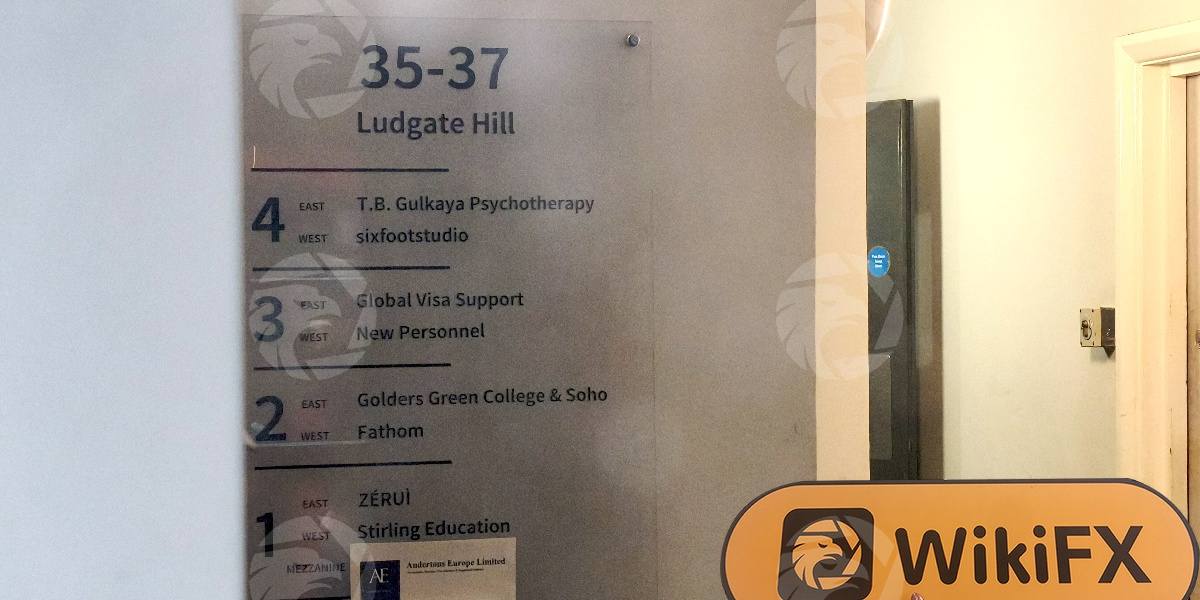 35-37
Ludgate Hill
4 EAST T.B. Gulkaya Psychotherapy
WEST sixfootstudio
3 EAST Global Visa Support
WEST New Personnel
2 EAST Golders Green College & Soho
WEST Fathom
1 EAST ZÉRUÌ
WEST Stirling Education
MEZZANINE
AE Andertons Europe Limited
WikiFX